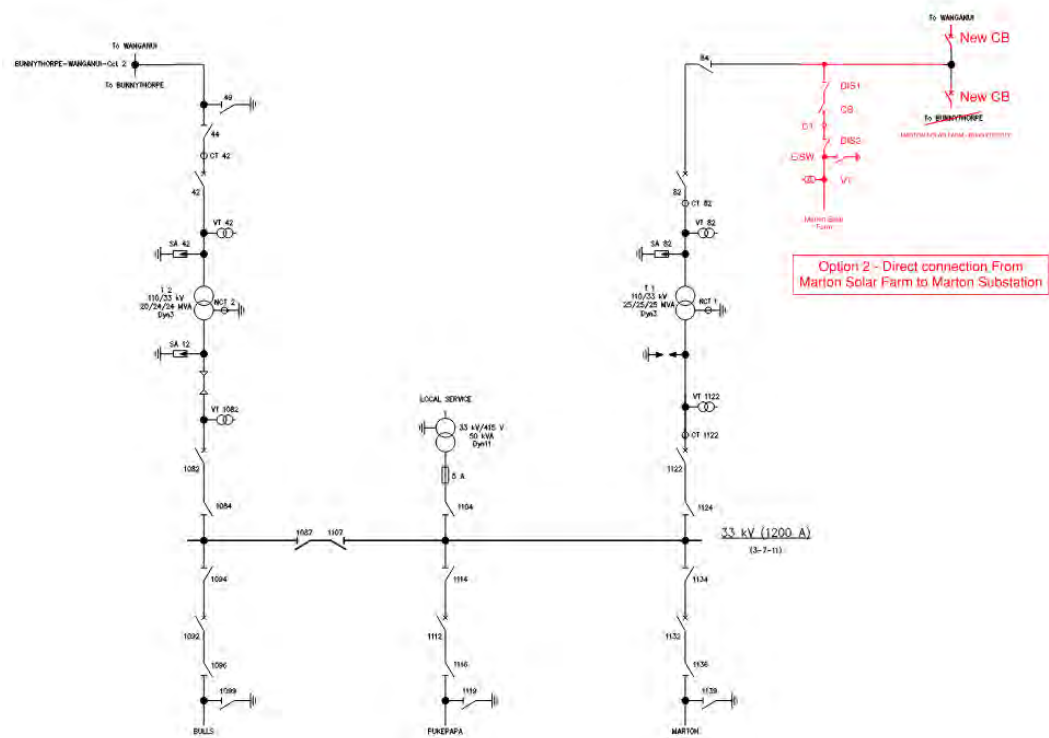 To WANGANUI
BUNNYTHORPE-WANGANUI-Cct 2
To BUNNYTHORPE
49
44
CT 42
42
VT 42
SA 42
T 2
110/33 kV
20/24/24 MVA
Dyn3
NCT 2
SA 12
VT 1082
1082
1084
1087 1107
LOCAL SERVICE
33 kV/415 V
50 kVA
Dyn11
5 A
1104
84
82
CT 82
VT 82
SA 82
T 1
110/33 kV
25/25/25 MVA
Dyn3
NCT 1
VT 1122
CT 1122
1122
1124
33 kV (1200 A)
(3-7-11)
1094
1092
1096
1099
BULLS
1114
1112
1116
1119
PUKEPAPA
1134
1132
1136
1139
MARTON
To WANGANUI
New CB
New CB
To BUNNYTHORPE
DIS1
CB
CT
DIS2
EISW
VT
Marton Solar
Farm
Option 2 - Direct connection From
Marton Solar Farm to Marton Substation